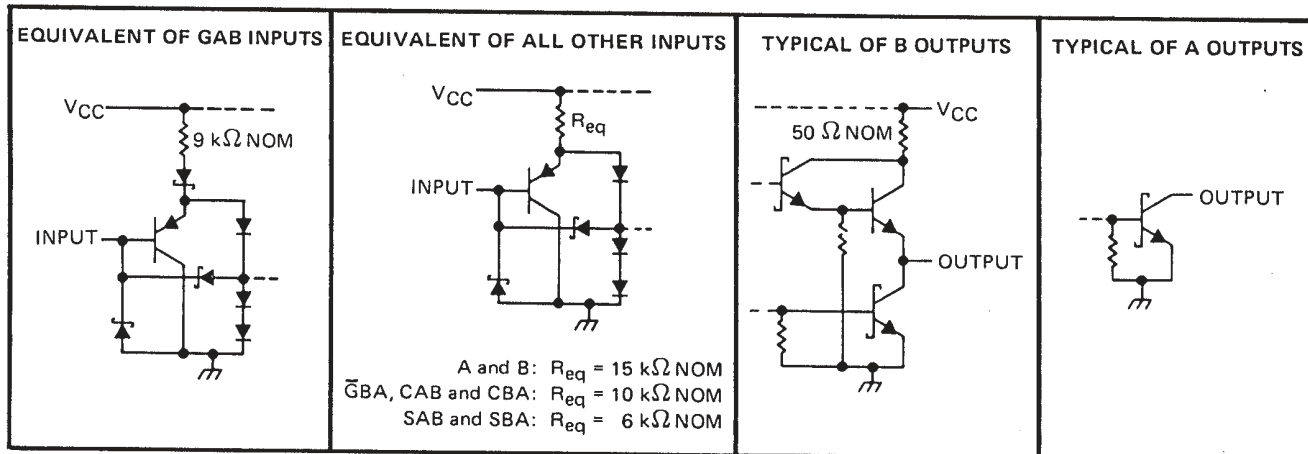 EQUIVALENT OF GAB INPUTS
VCC
9 kΩ NOM
INPUT
EQUIVALENT OF ALL OTHER INPUTS
VCC
Req
INPUT
A and B: Req = 15 kΩ NOM
G̅BA, CAB and CBA: Req = 10 kΩ NOM
SAB and SBA: Req = 6 kΩ NOM
TYPICAL OF B OUTPUTS
VCC
50 Ω NOM
OUTPUT
TYPICAL OF A OUTPUTS
OUTPUT